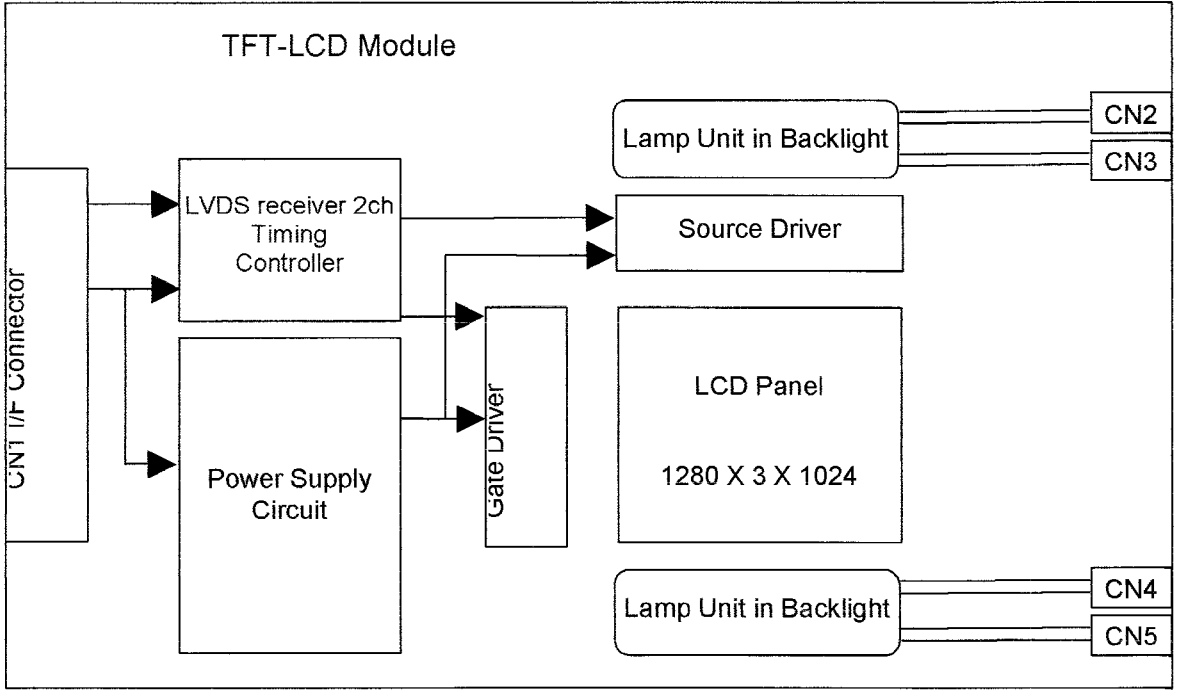 TFT-LCD Module
Lamp Unit in Backlight
CN2
CN3
CN1 I/F Connector
LVDS receiver 2ch
Timing
Controller
Source Driver
Gate Driver
LCD Panel
1280 X 3 X 1024
Power Supply
Circuit
Lamp Unit in Backlight
CN4
CN5